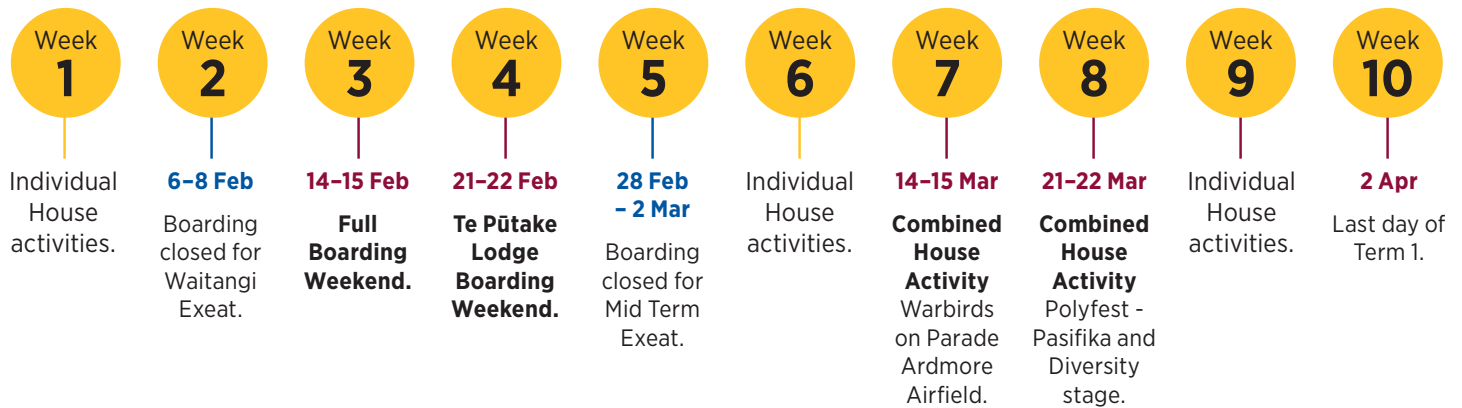 Week
1
Individual
House
activities.
Week
2
6–8 Feb
Boarding
closed for
Waitangi
Exeat.
Week
3
14–15 Feb
Full
Boarding
Weekend.
Week
4
21–22 Feb
Te Pūtake
Lodge
Boarding
Weekend.
Week
5
28 Feb
– 2 Mar
Boarding
closed for
Mid Term
Exeat.
Week
6
Individual
House
activities.
Week
7
14–15 Mar
Combined
House
Activity
Warbirds
on Parade
Ardmore
Airfield.
Week
8
21–22 Mar
Combined
House
Activity
Polyfest -
Pasifika and
Diversity
stage.
Week
9
Individual
House
activities.
Week
10
2 Apr
Last day of
Term 1.